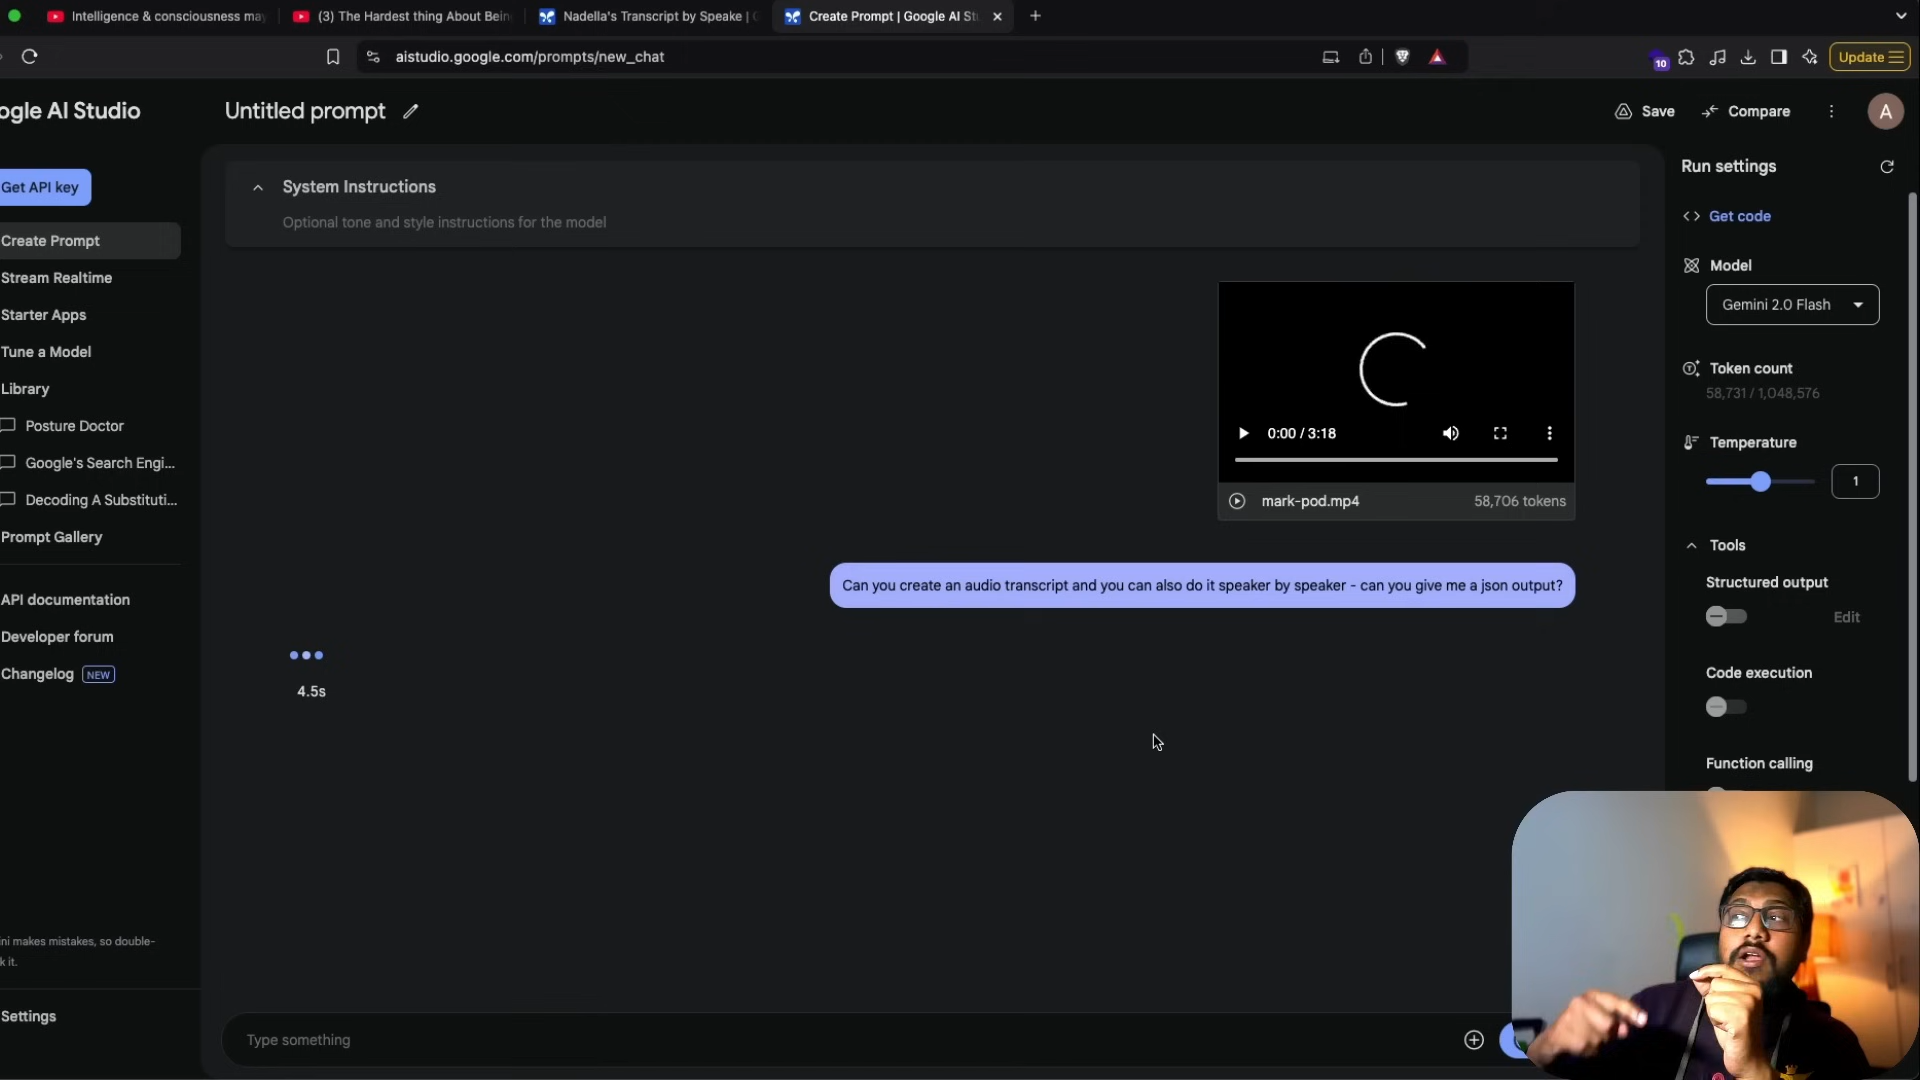 Intelligence & consciousness may
(3) The Hardest thing About Bein
Nadella's Transcript by Speake | G
Create Prompt | Google AI St
aistudio.google.com/prompts/new_chat
10
Update
ogle AI Studio
Untitled prompt
Save
Compare
A
Get API key
Create Prompt
Stream Realtime
Starter Apps
Tune a Model
Library
Posture Doctor
Google's Search Engi...
Decoding A Substituti...
Prompt Gallery
API documentation
Developer forum
Changelog NEW
ini makes mistakes, so double-
k it.
Settings
System Instructions
Optional tone and style instructions for the model
0:00 / 3:18
mark-pod.mp4 58,706 tokens
Can you create an audio transcript and you can also do it speaker by speaker - can you give me a json output?
4.5s
Type something
Run settings
Get code
Model
Gemini 2.0 Flash
Token count
58,731 / 1,048,576
Temperature
1
Tools
Structured output
Edit
Code execution
Function calling